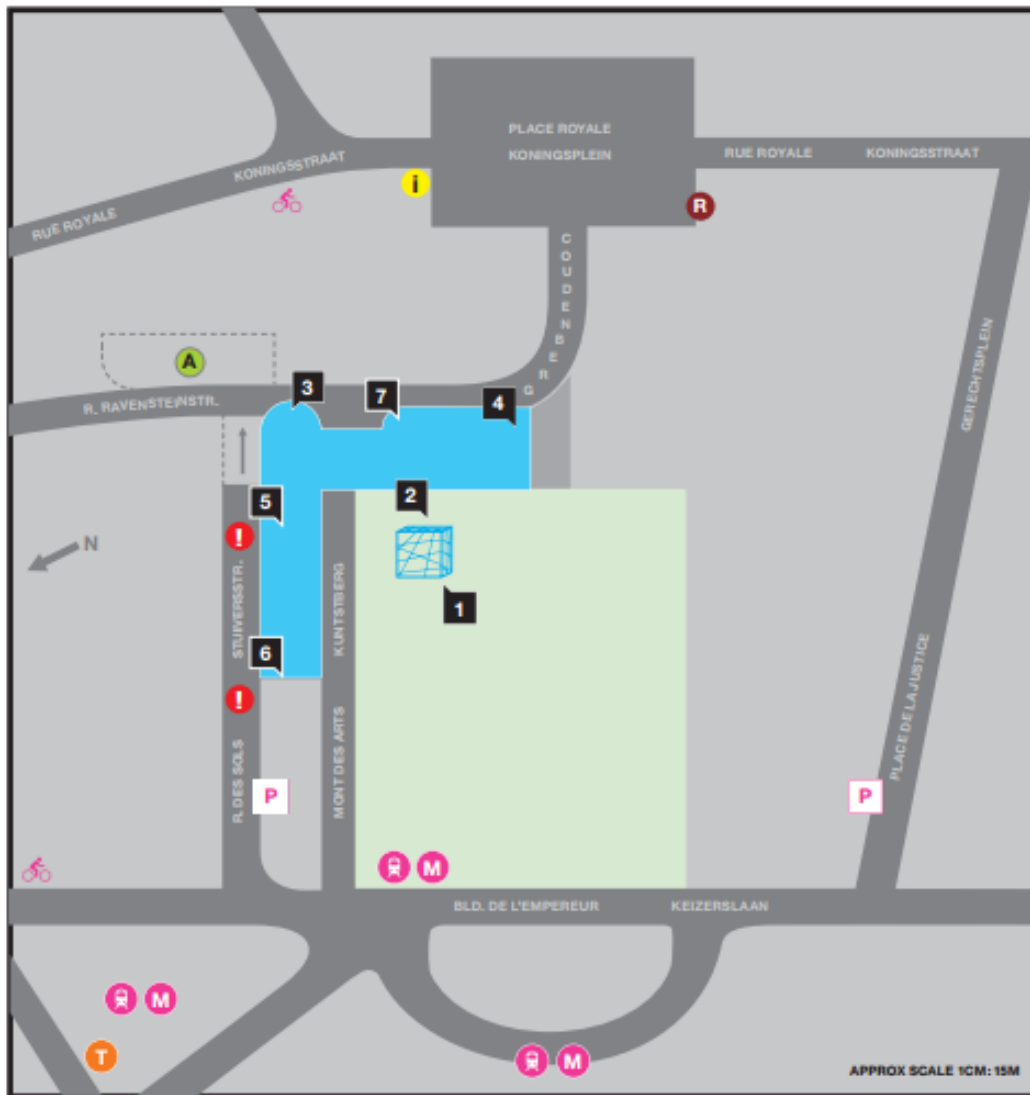 PLACE ROYALE
KONINGSPLEIN
RUE ROYALE
KONINGSSTRAAT
KONINGSSTRAAT
RUE ROYALE
i
R
COUDENBERG
A
R. RAVENSTEINSTR.
3
7
4
GERECHTSPLEIN
5
2
N
!
STUIVERSSTR.
KUNTSTBERG
1
6
!
R. DES SOLS
MONT DES ARTS
PLACE DE LA JUSTICE
P
P
M
BLD. DE L'EMPEREUR
KEIZERSLAAN
M
T
M
APPROX SCALE 1CM: 15M